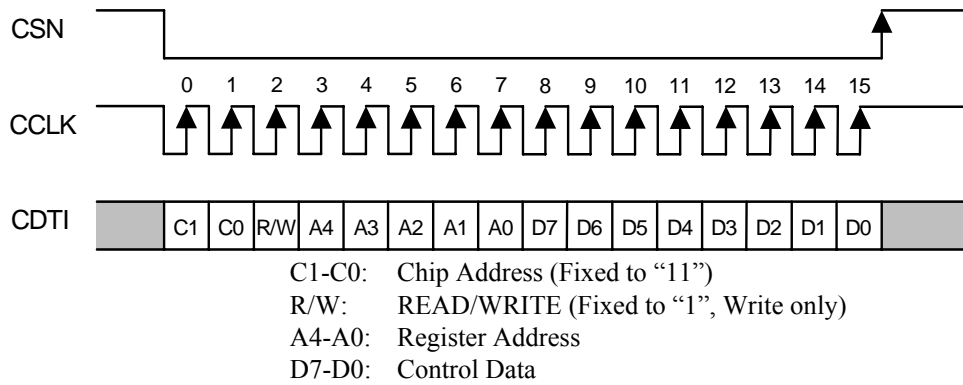 CSN
0 1 2 3 4 5 6 7 8 9 10 11 12 13 14 15
CCLK
CDTI C1 C0 R/W A4 A3 A2 A1 A0 D7 D6 D5 D4 D3 D2 D1 D0
C1-C0: Chip Address (Fixed to “11”)
R/W: READ/WRITE (Fixed to “1”, Write only)
A4-A0: Register Address
D7-D0: Control Data